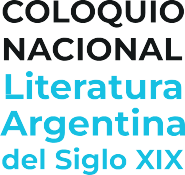 COLOQUIO
NACIONAL
Literatura
Argentina
del Siglo XIX